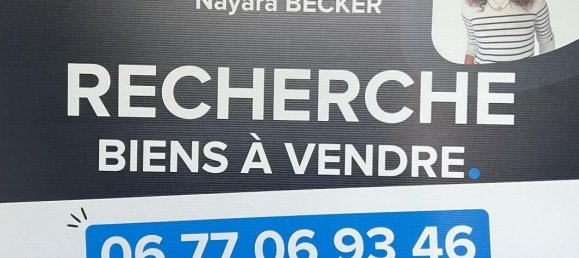 Nayara BECKER
RECHERCHE
BIENS À VENDRE.
06 77 06 93 46